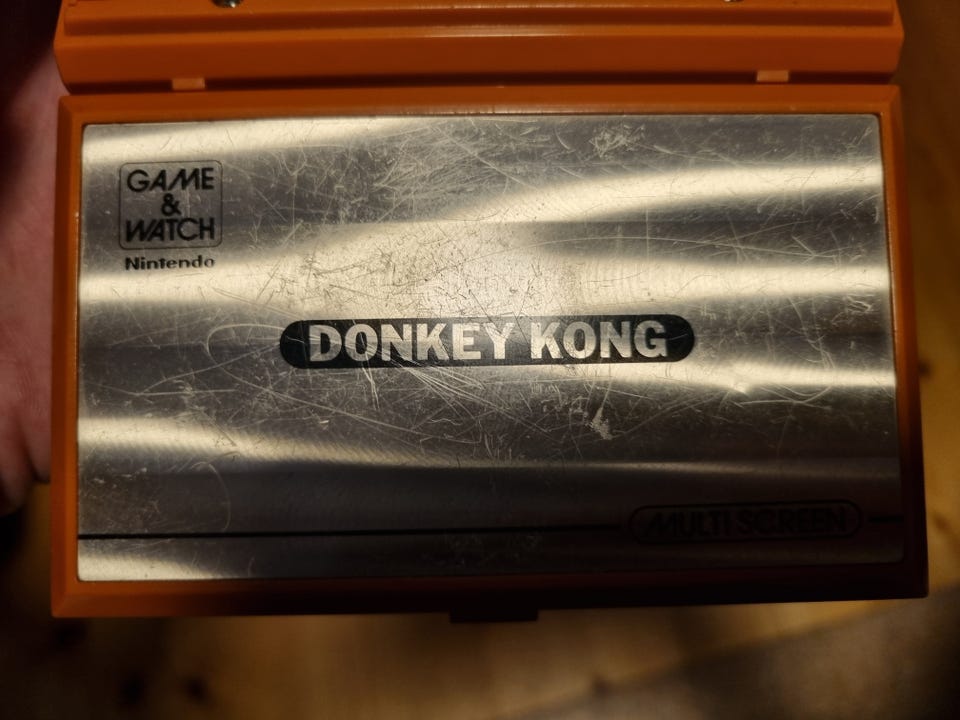 GAME
&
WATCH
Nintendo
DONKEY KONG
MULTI SCREEN